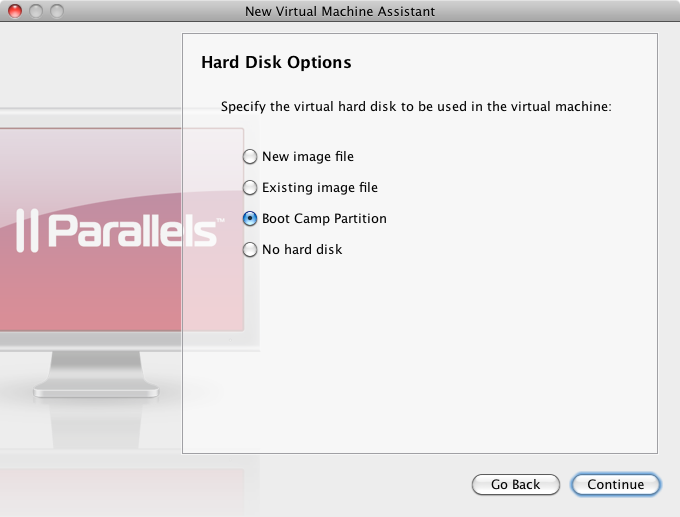 New Virtual Machine Assistant
Hard Disk Options
Specify the virtual hard disk to be used in the virtual machine:
New image file
Existing image file
Boot Camp Partition
No hard disk
Parallels™
Go Back
Continue